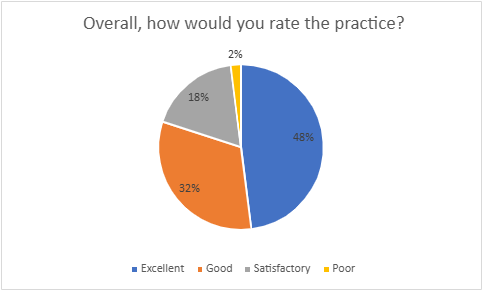 Overall, how would you rate the practice?
2%
18%
48%
32%
Excellent Good Satisfactory Poor